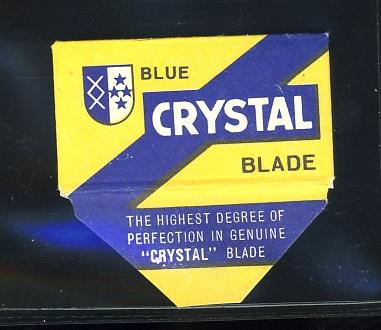 BLUE
CRYSTAL
BLADE
THE HIGHEST DEGREE OF
PERFECTION IN GENUINE
"CRYSTAL" BLADE